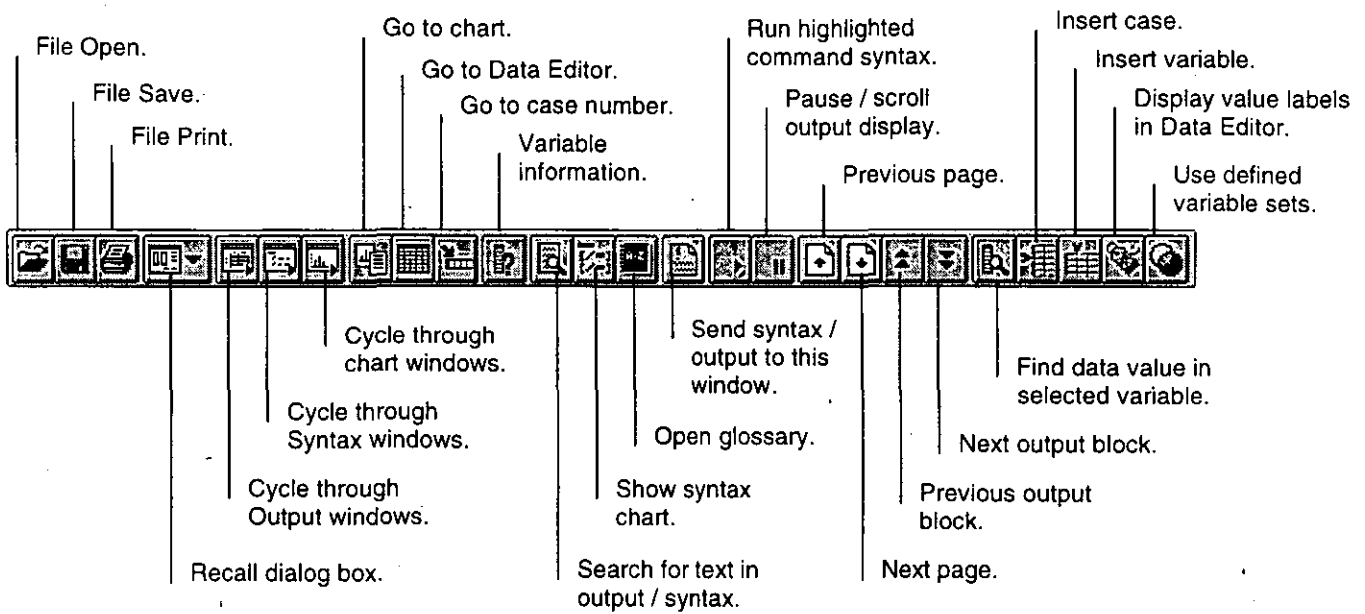 File Open.
File Save.
File Print.
Go to chart.
Go to Data Editor.
Go to case number.
Variable
information.
Run highlighted
command syntax.
Pause / scroll
output display.
Previous page.
Insert case.
Insert variable.
Display value labels
in Data Editor.
Use defined
variable sets.
Cycle through
chart windows.
Cycle through
Syntax windows.
Cycle through
Output windows.
Recall dialog box.
Send syntax /
output to this
window.
Open glossary.
Show syntax
chart.
Search for text in
output / syntax.
Find data value in
selected variable.
Next output block.
Previous output
block.
Next page.